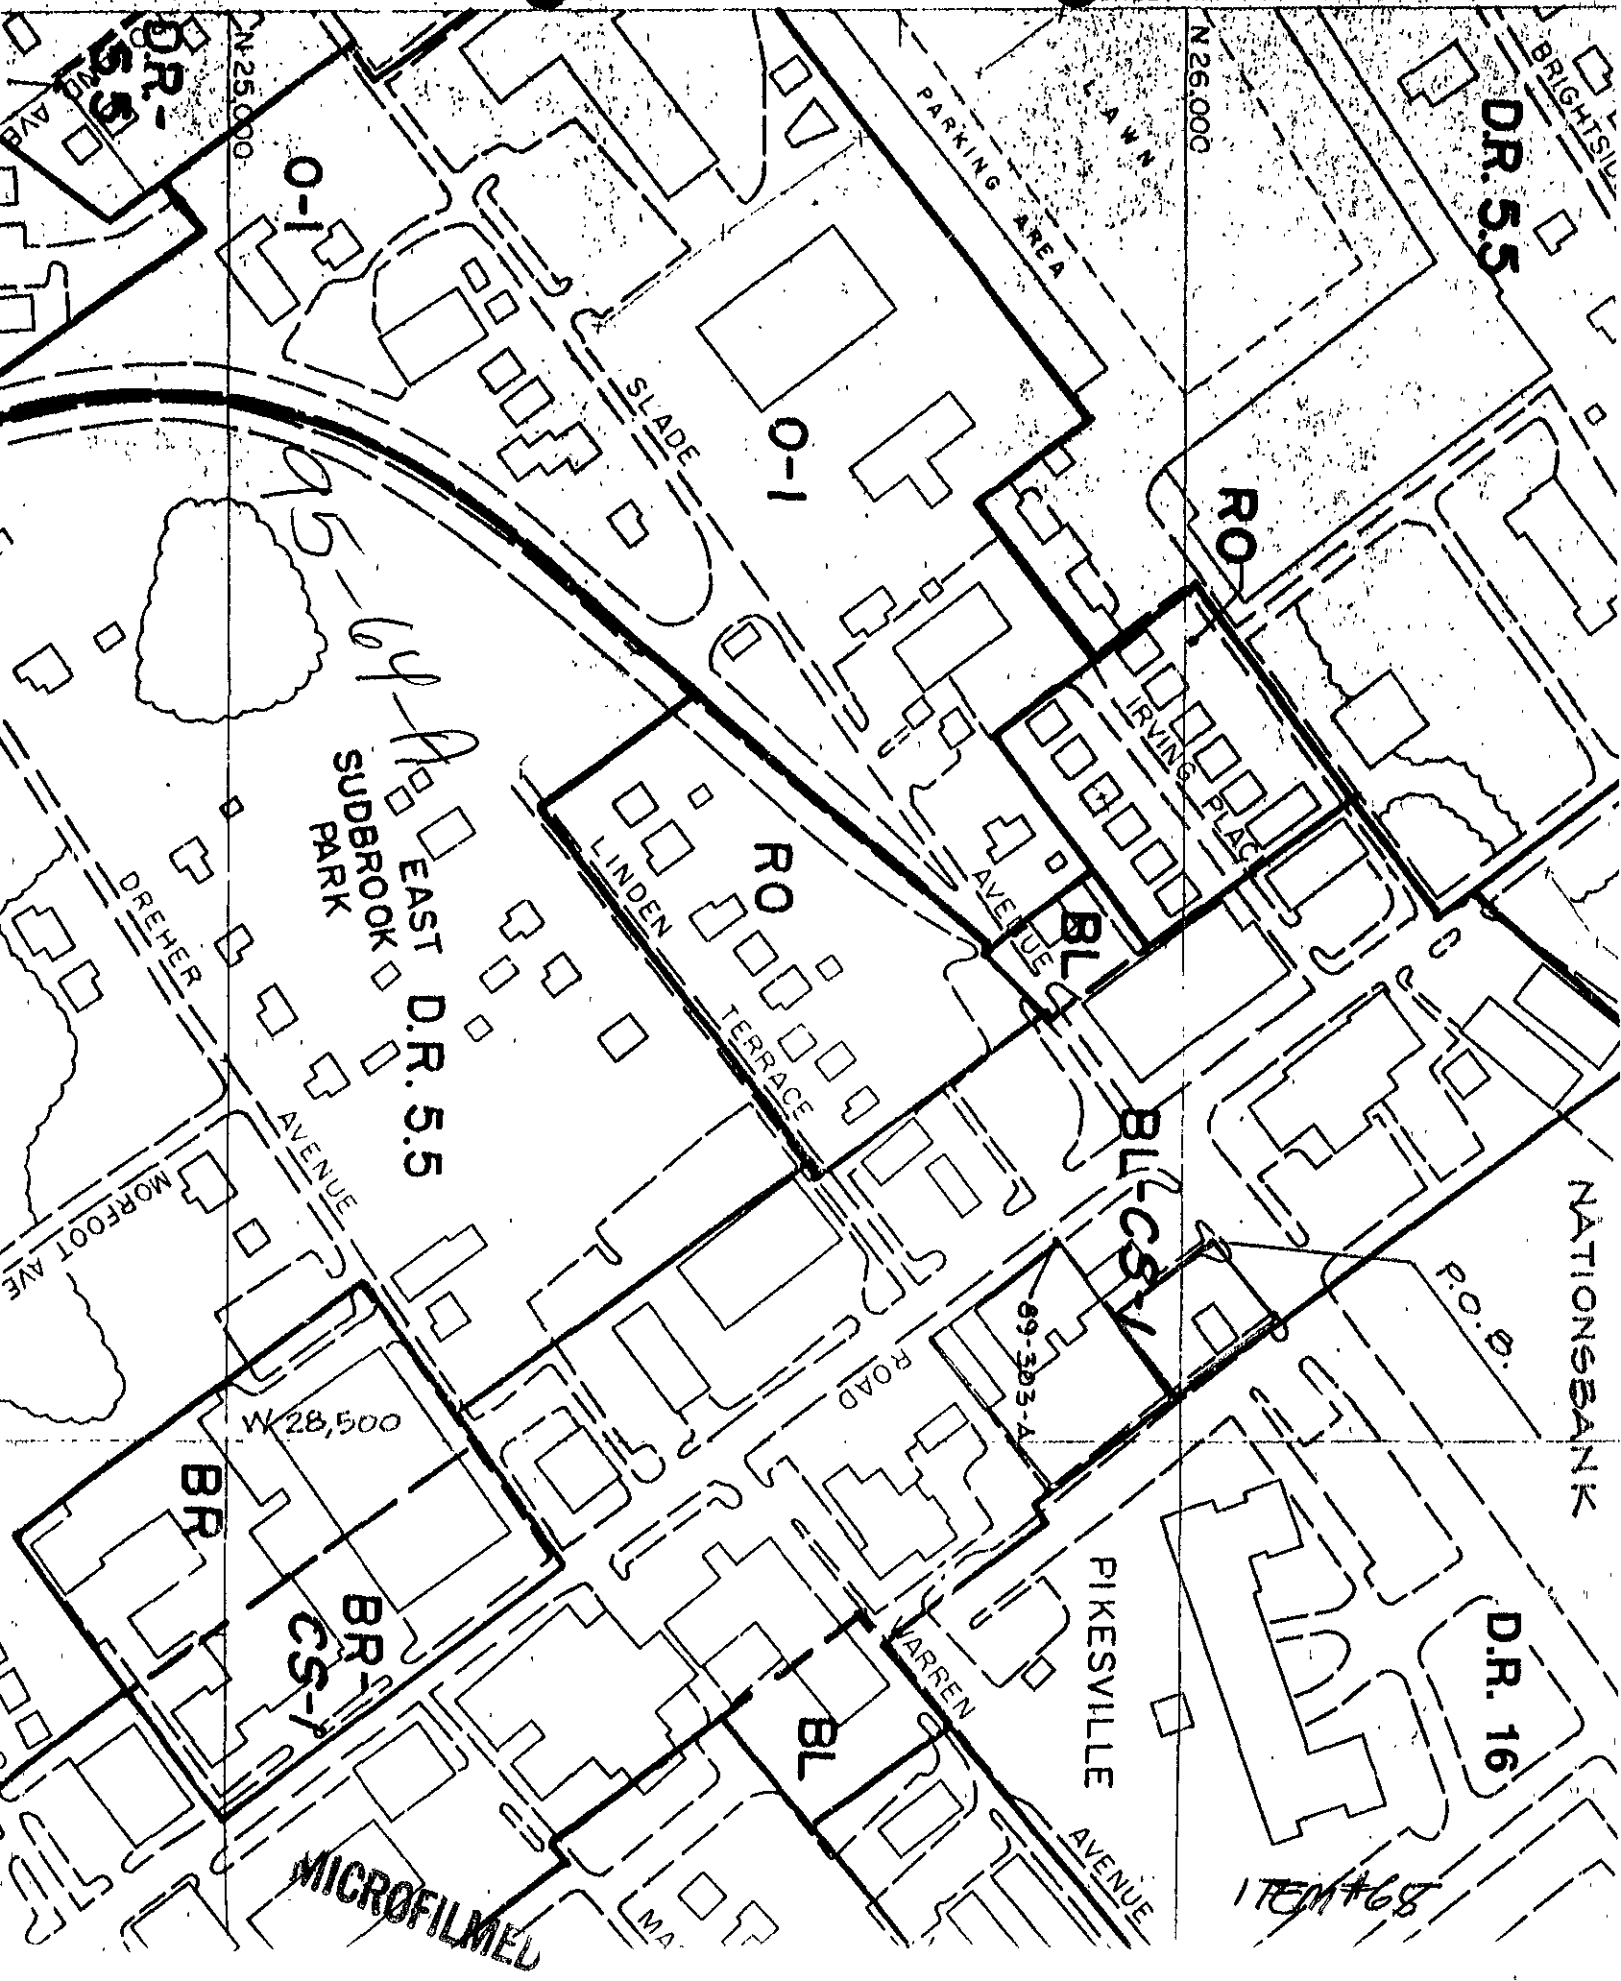 D.R.-
5.5
AVE
N 25,000
O-1
PARKING AREA
LAWN
N 26,000
D.R. 5.5
SLADE
AVENUE
O-1
RO
IRVING PLACE
95-64-A
EAST
SUDBROOK
PARK
D.R. 5.5
RO
LINDEN
TERRACE
BL
DREHER
AVENUE
MORFOOT AVE
BL-CS-1
89-303-A
ROAD
P.O.B.
NATIONSBANK
W 28,500
BR
BR-
CS-1
BL
WARREN
AVENUE
PIKESVILLE
D.R. 16
MICROFILMED
ITEM #68